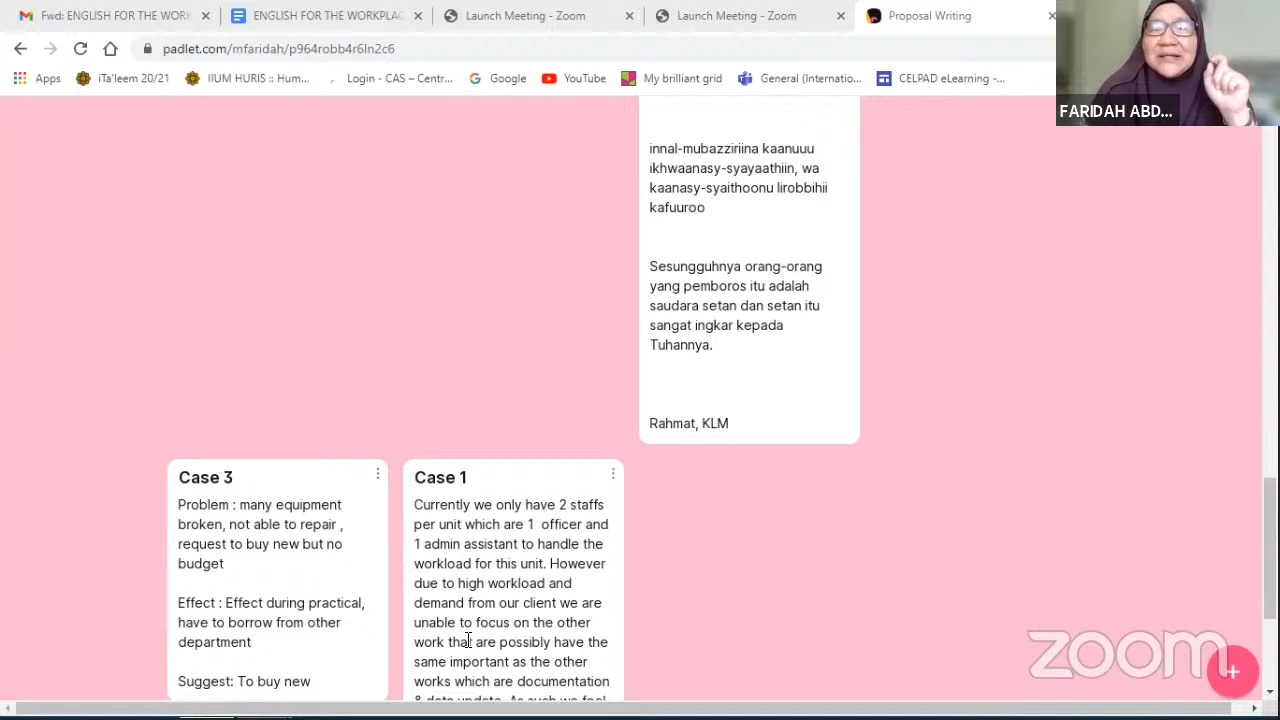 Fwd: ENGLISH FOR THE WORK
ENGLISH FOR THE WORKPLAC
Launch Meeting - Zoom
Launch Meeting - Zoom
Proposal Writing
padlet.com/mfaridah/p964robb4r6ln2c6
Apps
iTa'leem 20/21
IIUM HURIS :: Hum...
Login - CAS – Centr...
Google
YouTube
My brilliant grid
General (Internatio...
CELPAD eLearning -...
FARIDAH ABD...
innal-mubazziriina kaanuuu
ikhwaanasy-syayaathiin, wa
kaanasy-syaithoonu lirobbihii
kafuuroo
Sesungguhnya orang-orang
yang pemboros itu adalah
saudara setan dan setan itu
sangat ingkar kepada
Tuhannya.
Rahmat, KLM
Case 3
Problem : many equipment
broken, not able to repair ,
request to buy new but no
budget
Effect : Effect during practical,
have to borrow from other
department
Suggest: To buy new
Case 1
Currently we only have 2 staffs
per unit which are 1 officer and
1 admin assistant to handle the
workload for this unit. However
due to high workload and
demand from our client we are
unable to focus on the other
work that are possibly have the
same important as the other
works which are documentation
& data update. As such we feel
zoom